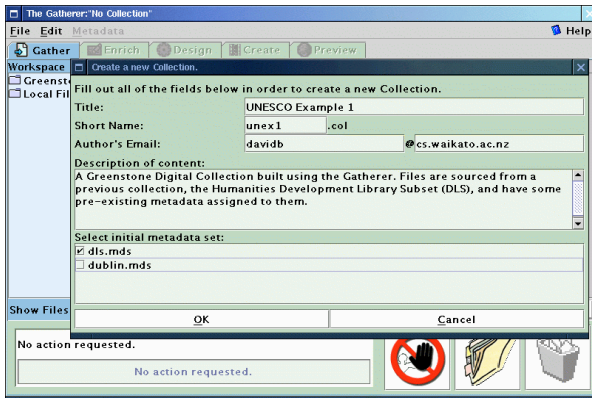 The Gatherer:"No Collection"
File Edit Metadata Help
Gather Enrich Design Create Preview
Workspace
Create a new Collection.
Greenst
Local Fil
Fill out all of the fields below in order to create a new Collection.
Title: UNESCO Example 1
Short Name: unex1 .col
Author's Email: davidb @ cs.waikato.ac.nz
Description of content:
A Greenstone Digital Collection built using the Gatherer. Files are sourced from a
previous collection, the Humanities Development Library Subset (DLS), and have some
pre-existing metadata assigned to them.
Select initial metadata set:
dls.mds
dublin.mds
Show Files
OK Cancel
No action requested.
No action requested.